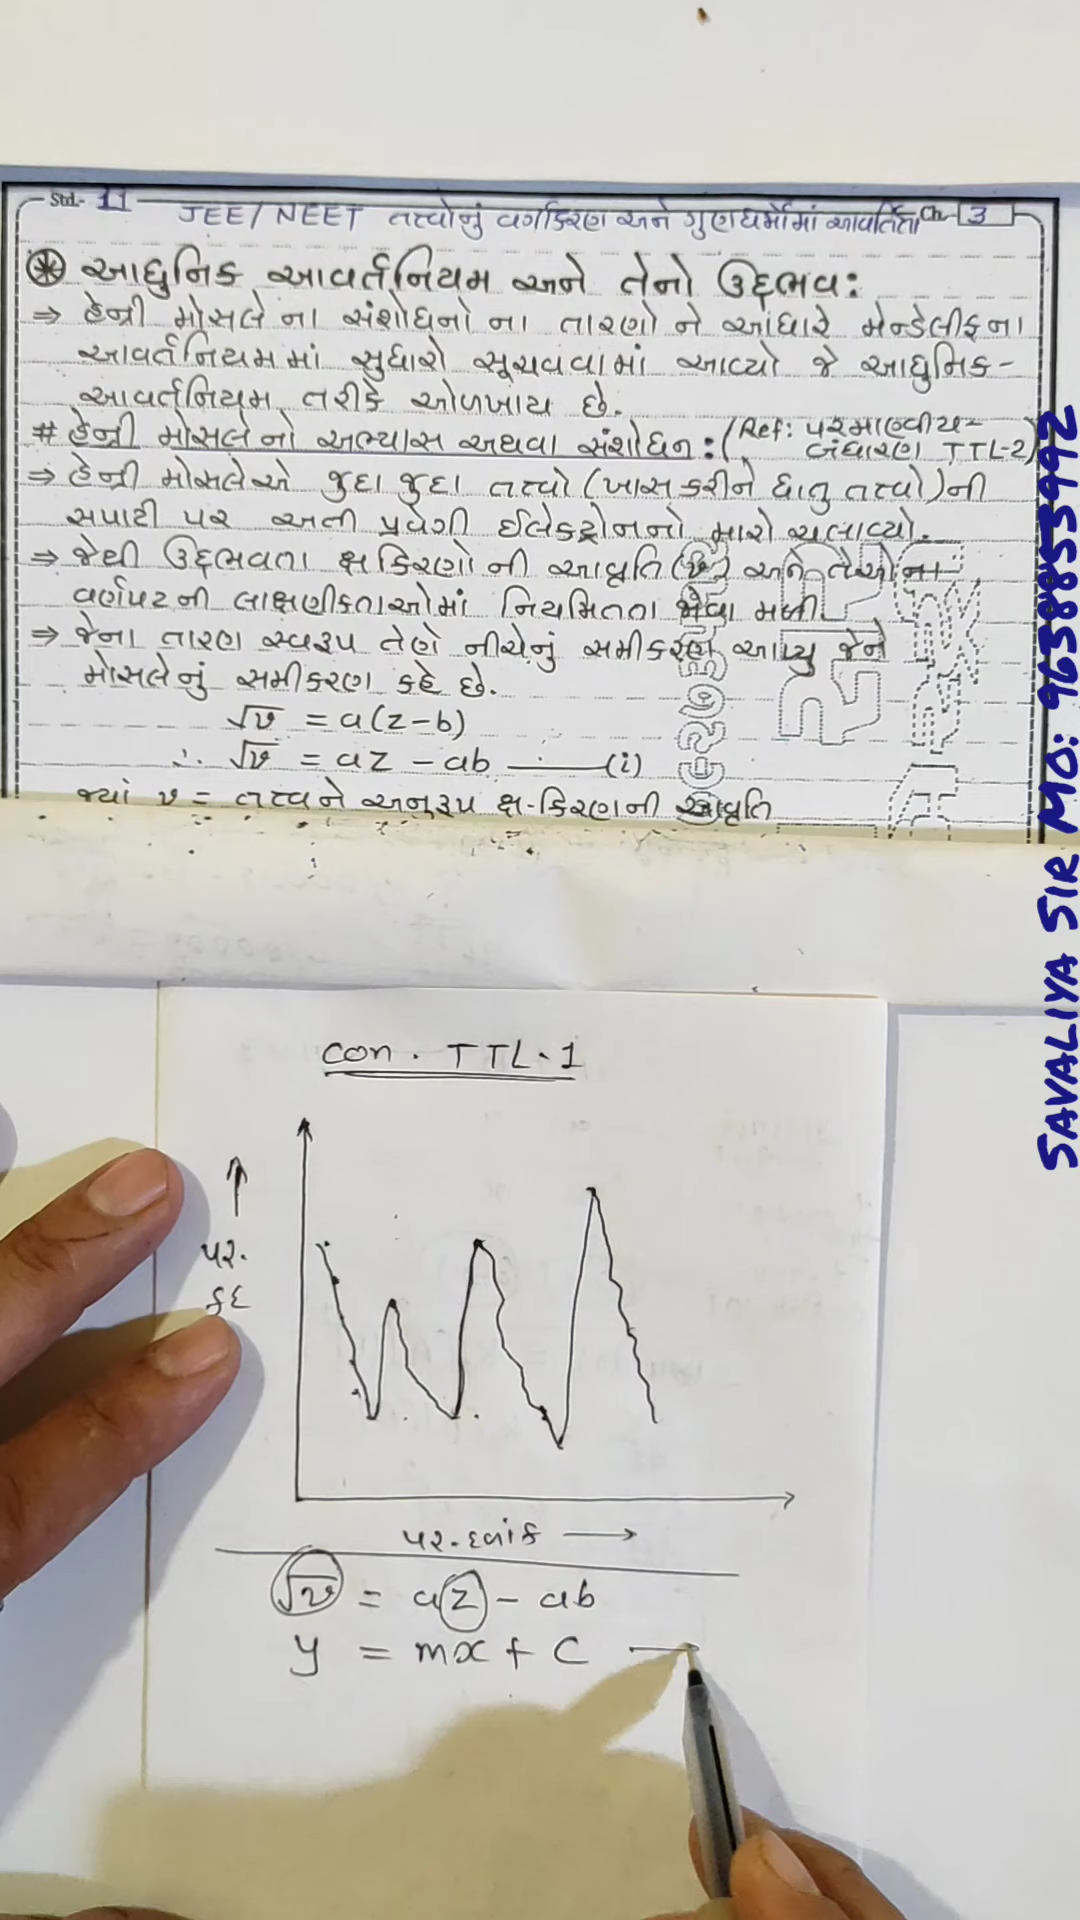 Std.- 11
JEE/NEET તત્ત્વોનું વર્ગીકરણ અને ગુણધર્મોમાં આવર્તિતા Ch. 3
આધુનિક આવર્તનિયમ અને તેનો ઉદ્દભવ:
⇒ હેન્રી મોસલે ના સંશોધનો ના તારણો ને આધારે મેન્ડેલીફના
આવર્તનિયમ માં સુધારો સૂચવવામાં આવ્યો જે આધુનિક-
આવર્તનિયમ તરીકે ઓળખાય છે.
# હેન્રી મોસલે નો અભ્યાસ અથવા સંશોધન: (Ref: પરમાણ્વીય-
બંધારણ TTL-2)
⇒ હેન્રી મોસલેએ જુદા જુદા તત્વો (ખાસ કરીને ધાતુ તત્વો) ની
સપાટી પર અતી પ્રવેગી ઈલેક્ટ્રોનનો મારો ચલાવ્યો.
⇒ જેથી ઉદ્દભવતા ક્ષ કિરણો ની આવૃતિ (ν) અને તેઓના
વર્ણપટ ની લાક્ષણીકતાઓમાં નિયમિતતા જોવા મળી.
⇒ જેના તારણ સ્વરૂપ તેણે નીચેનું સમીકરણ આપ્યુ જેને
મોસલેનું સમીકરણ કહે છે.
√ν = a(z-b)
∴ √ν = az - ab ——(i)
જ્યાં ν = તત્વને અનુરૂપ ક્ષ-કિરણની આવૃતિ
SAVALIYA SIR MO: 9638853992
con. TTL-1
પર.
કદ
પર.દળાંક →
√ν = az - ab
y = mx + c